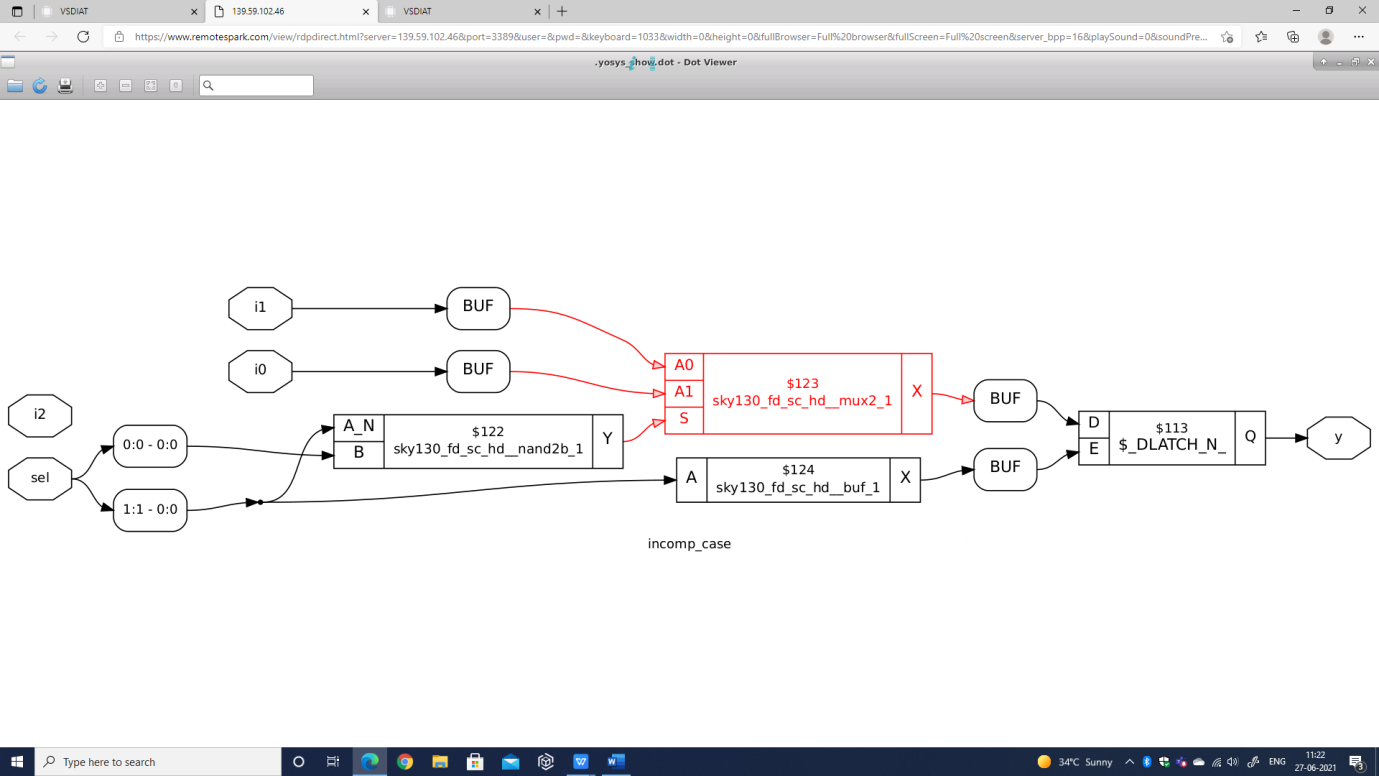 VSDIAT
139.59.102.46
VSDIAT
https://www.remotespark.com/view/rdpdirect.html?server=139.59.102.46&port=3389&user=&pwd=&keyboard=1033&width=0&height=0&fullBrowser=Full%20browser&fullScreen=Full%20screen&server_bpp=16&playSound=0&soundPre...
.yosys_show.dot - Dot Viewer
i1
BUF
i0
BUF
A0
A1
S
$123
sky130_fd_sc_hd__mux2_1
X
BUF
i2
sel
0:0 - 0:0
1:1 - 0:0
A_N
B
$122
sky130_fd_sc_hd__nand2b_1
Y
A
$124
sky130_fd_sc_hd__buf_1
X
BUF
D
E
$113
$_DLATCH_N_
Q
y
incomp_case
Type here to search
34°C Sunny
ENG
11:22
27-06-2021
3